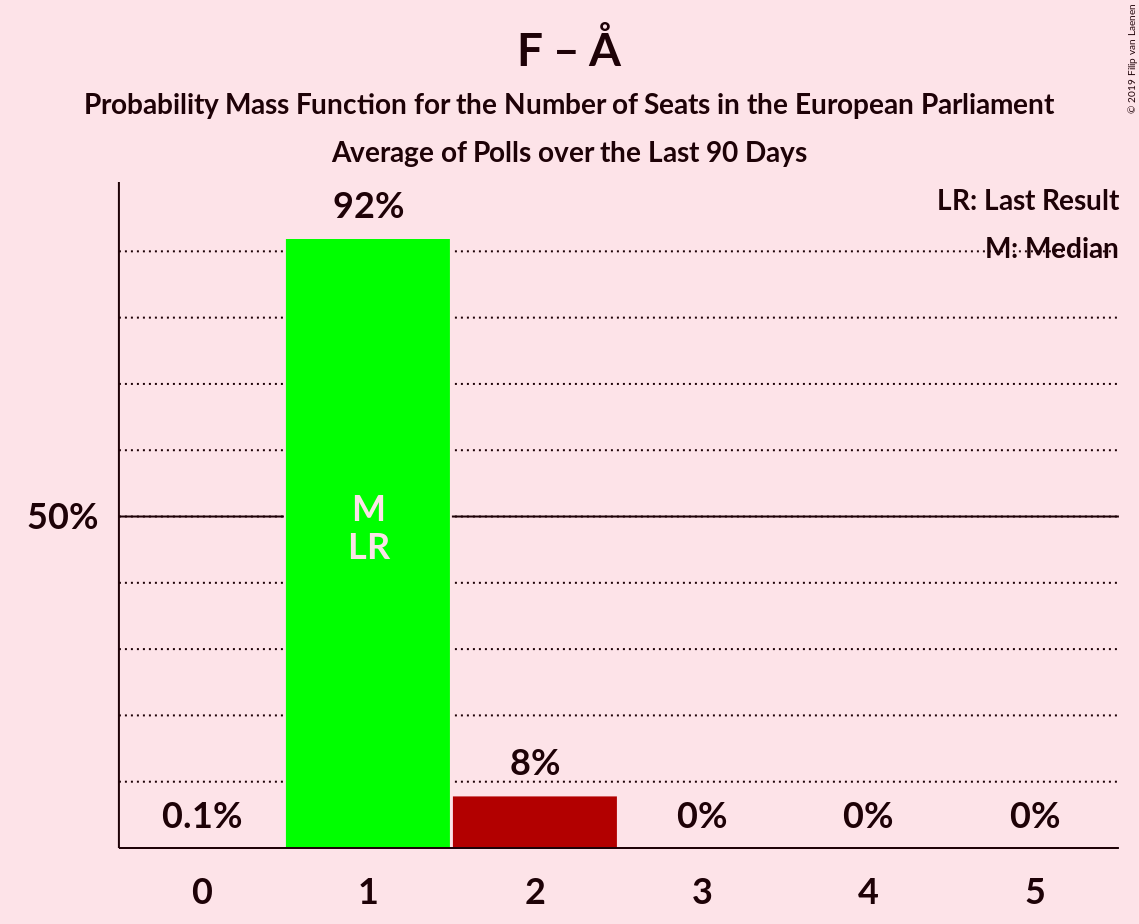 F – Å
Probability Mass Function for the Number of Seats in the European Parliament
Average of Polls over the Last 90 Days
© 2019 Filip van Laenen
LR: Last Result
M: Median
92%
50%
M
LR
8%
0.1%
0%
0%
0%
0
1
2
3
4
5